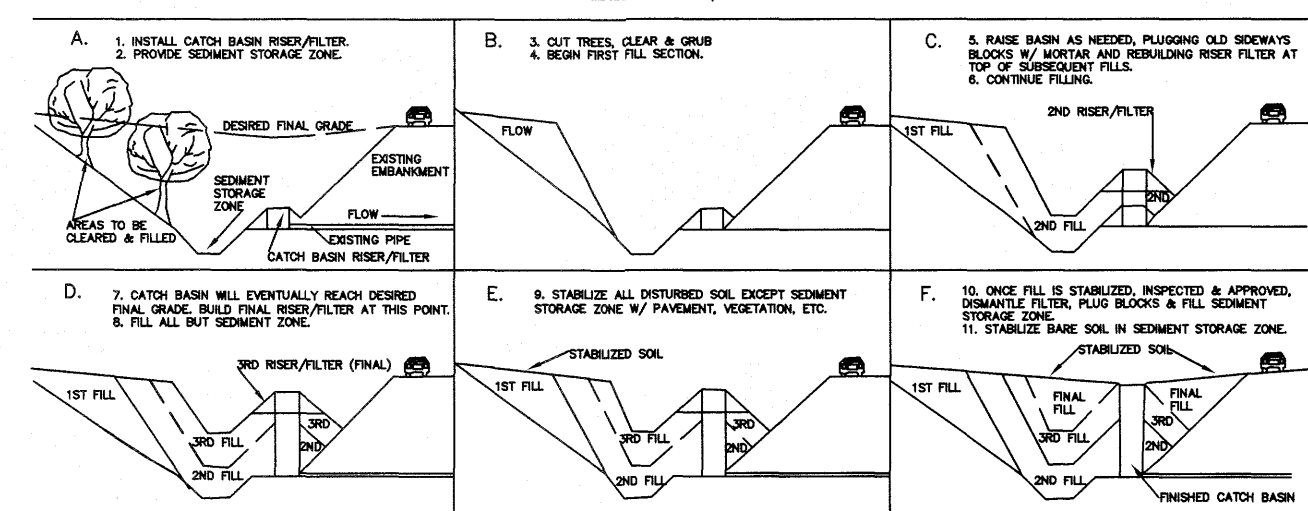 A.
1. INSTALL CATCH BASIN RISER/FILTER.
2. PROVIDE SEDIMENT STORAGE ZONE.
DESIRED FINAL GRADE
EXISTING
EMBANKMENT
SEDIMENT
STORAGE
ZONE
FLOW
AREAS TO BE
CLEARED & FILLED
EXISTING PIPE
CATCH BASIN RISER/FILTER
B.
3. CUT TREES, CLEAR & GRUB
4. BEGIN FIRST FILL SECTION.
FLOW
C.
5. RAISE BASIN AS NEEDED, PLUGGING OLD SIDEWAYS
BLOCKS W/ MORTAR AND REBUILDING RISER FILTER AT
TOP OF SUBSEQUENT FILLS.
6. CONTINUE FILLING.
2ND RISER/FILTER
1ST FILL
2ND
2ND FILL
D.
7. CATCH BASIN WILL EVENTUALLY REACH DESIRED
FINAL GRADE. BUILD FINAL RISER/FILTER AT THIS POINT.
8. FILL ALL BUT SEDIMENT ZONE.
3RD RISER/FILTER (FINAL)
1ST FILL
3RD
3RD FILL
2ND
2ND FILL
E.
9. STABILIZE ALL DISTURBED SOIL EXCEPT SEDIMENT
STORAGE ZONE W/ PAVEMENT, VEGETATION, ETC.
STABILIZED SOIL
1ST FILL
3RD
3RD FILL
2ND
2ND FILL
F.
10. ONCE FILL IS STABILIZED, INSPECTED & APPROVED,
DISMANTLE FILTER, PLUG BLOCKS & FILL SEDIMENT
STORAGE ZONE.
11. STABILIZE BARE SOIL IN SEDIMENT STORAGE ZONE.
STABILIZED SOIL
1ST FILL
FINAL
FILL
FINAL
FILL
3RD
3RD FILL
2ND
2ND FILL
FINISHED CATCH BASIN